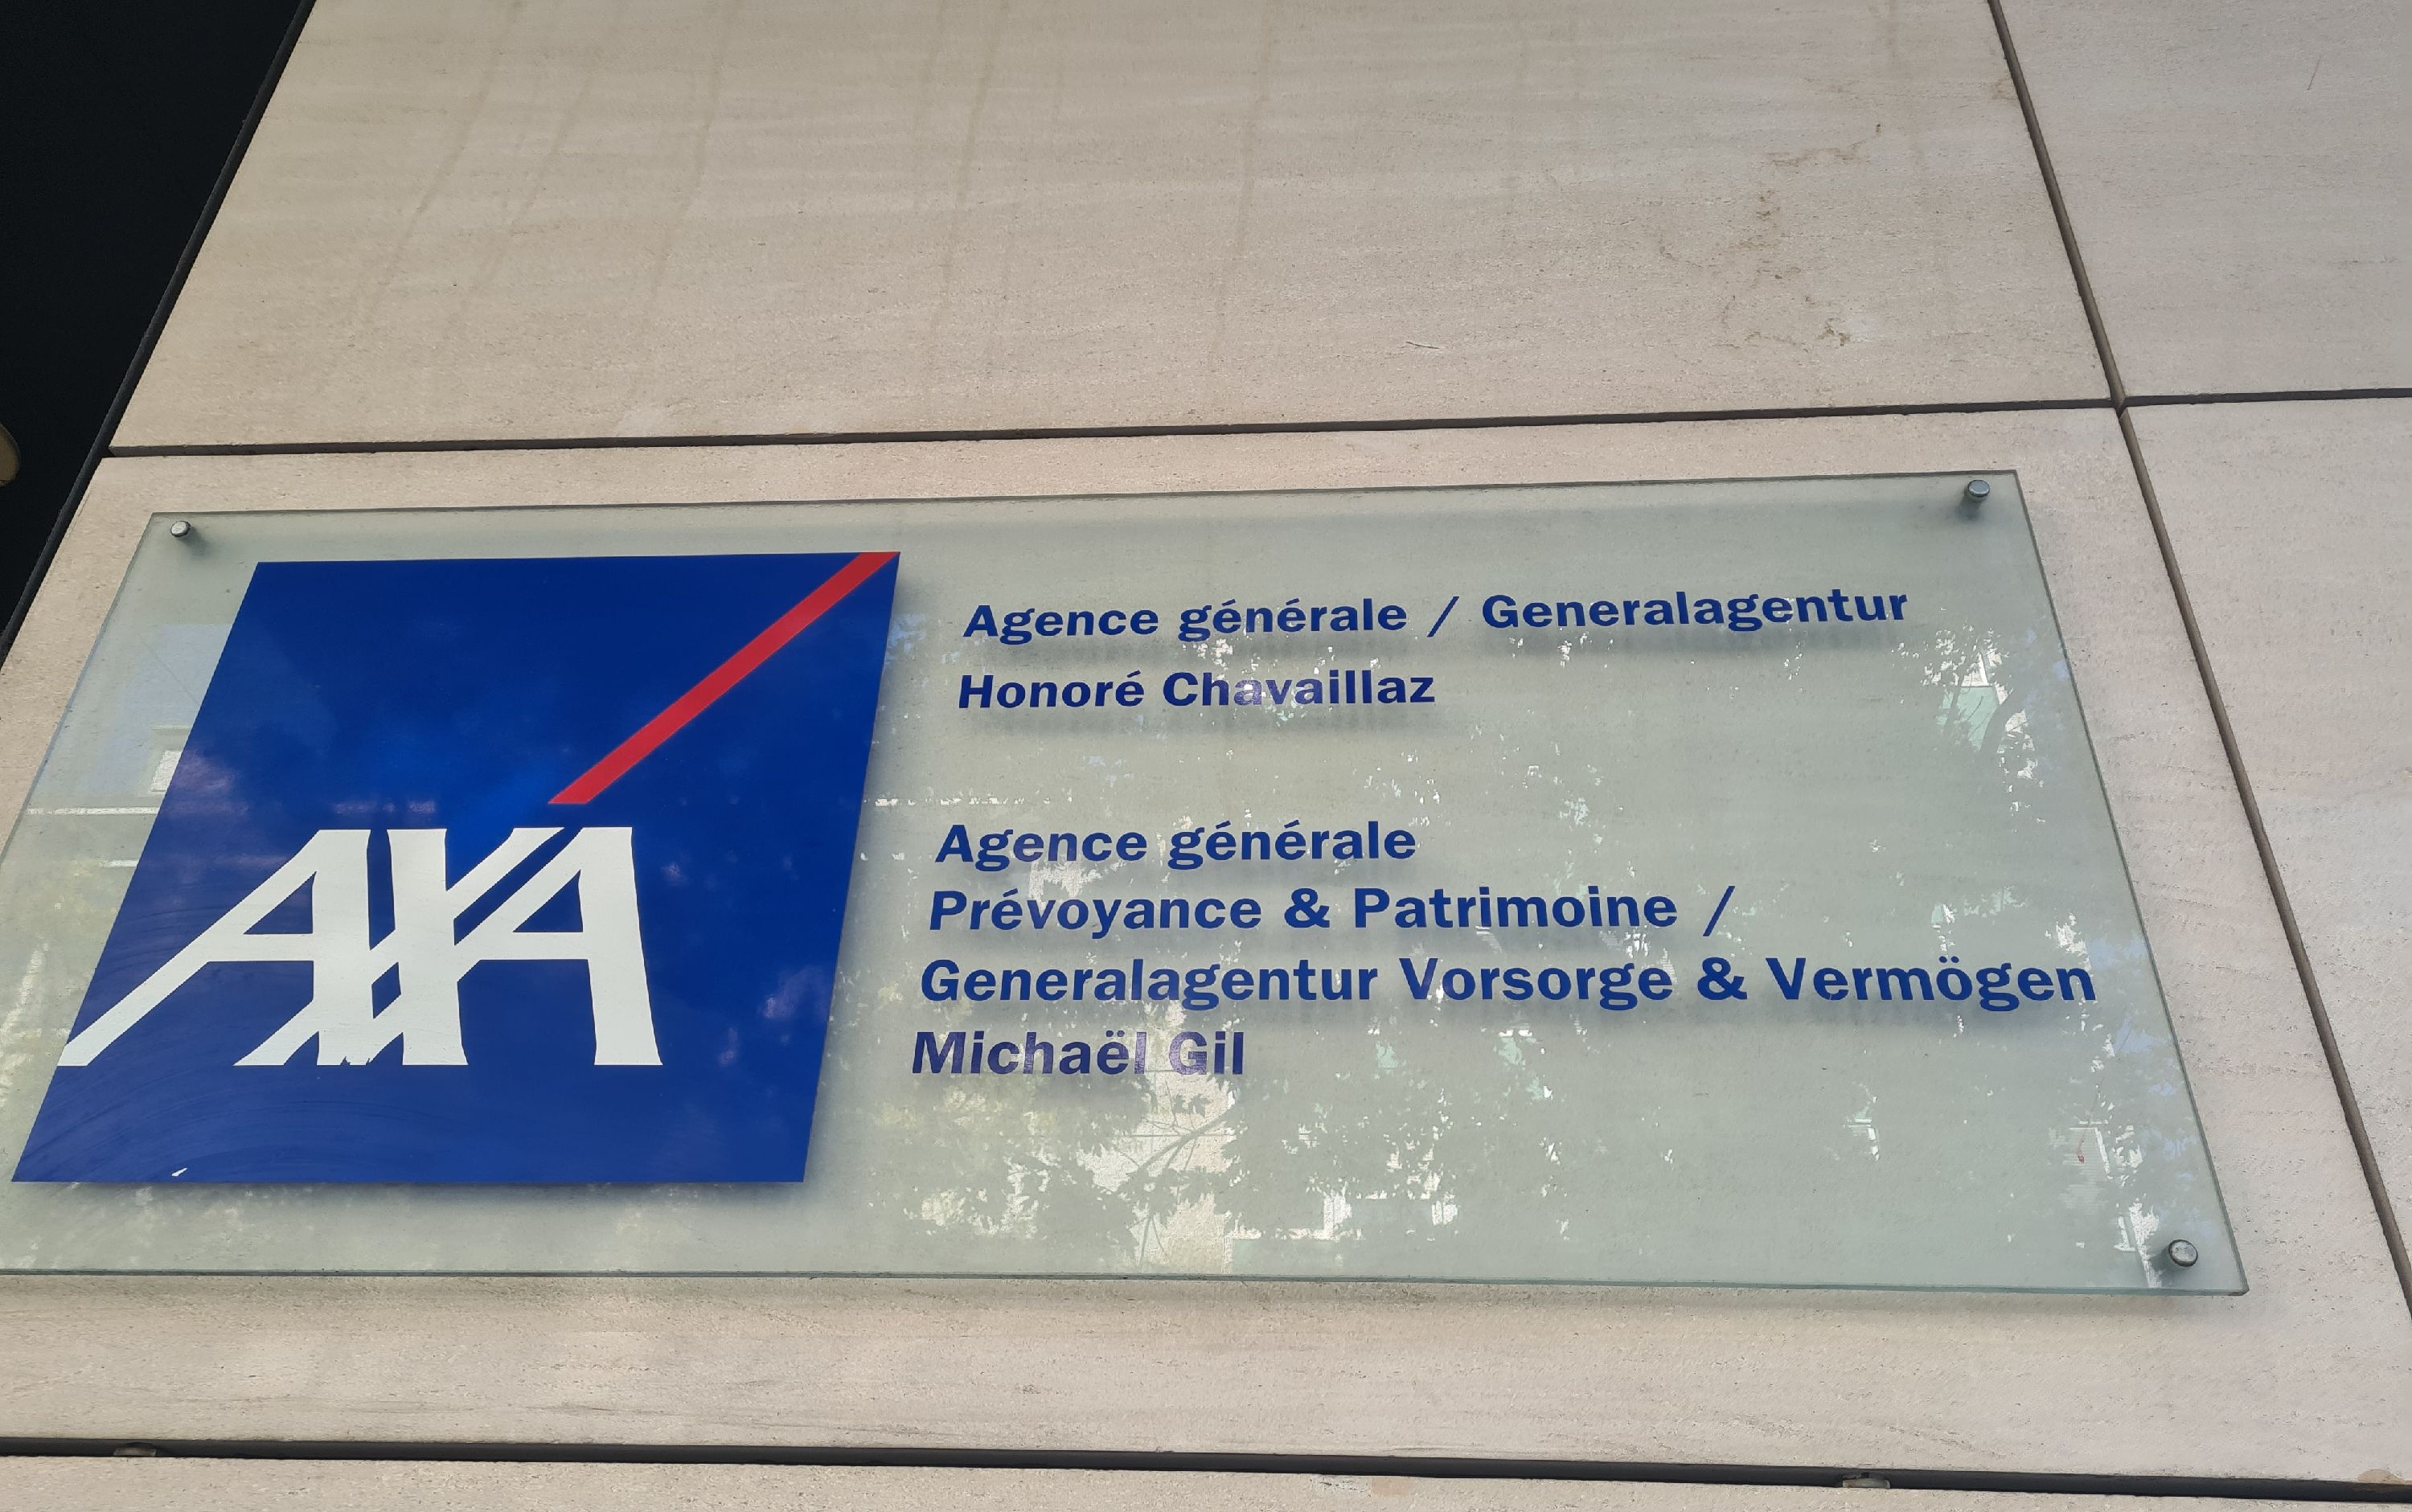 AXA
Agence générale / Generalagentur
Honoré Chavaillaz
Agence générale
Prévoyance & Patrimoine /
Generalagentur Vorsorge & Vermögen
Michaël Gil